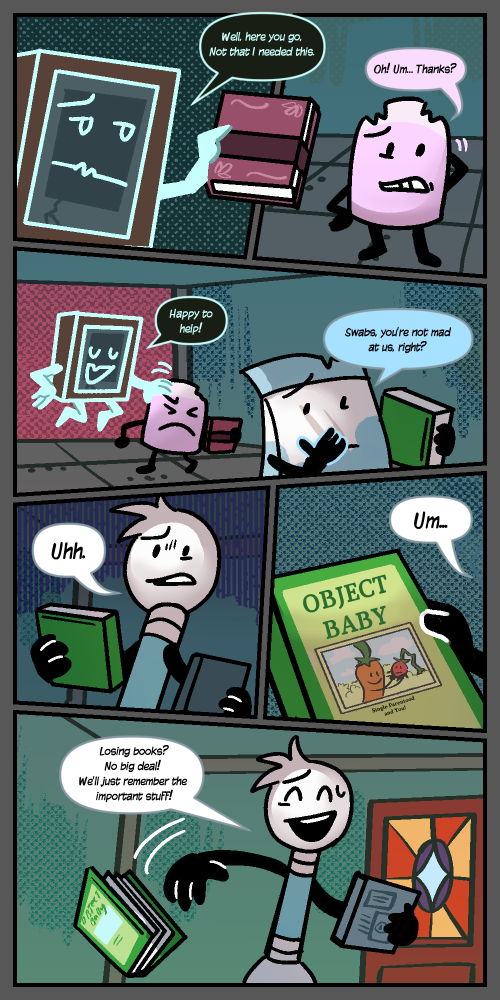 Well, here you go.
Not that I needed this.
Oh! Um... Thanks?
Happy to
help!
Swabs, you're not mad
at us, right?
Uhh.
Um...
OBJECT
BABY
Single Parenthood
and You!
Losing books?
No big deal!
We'll just remember the
important stuff!
OBJECT
BABY